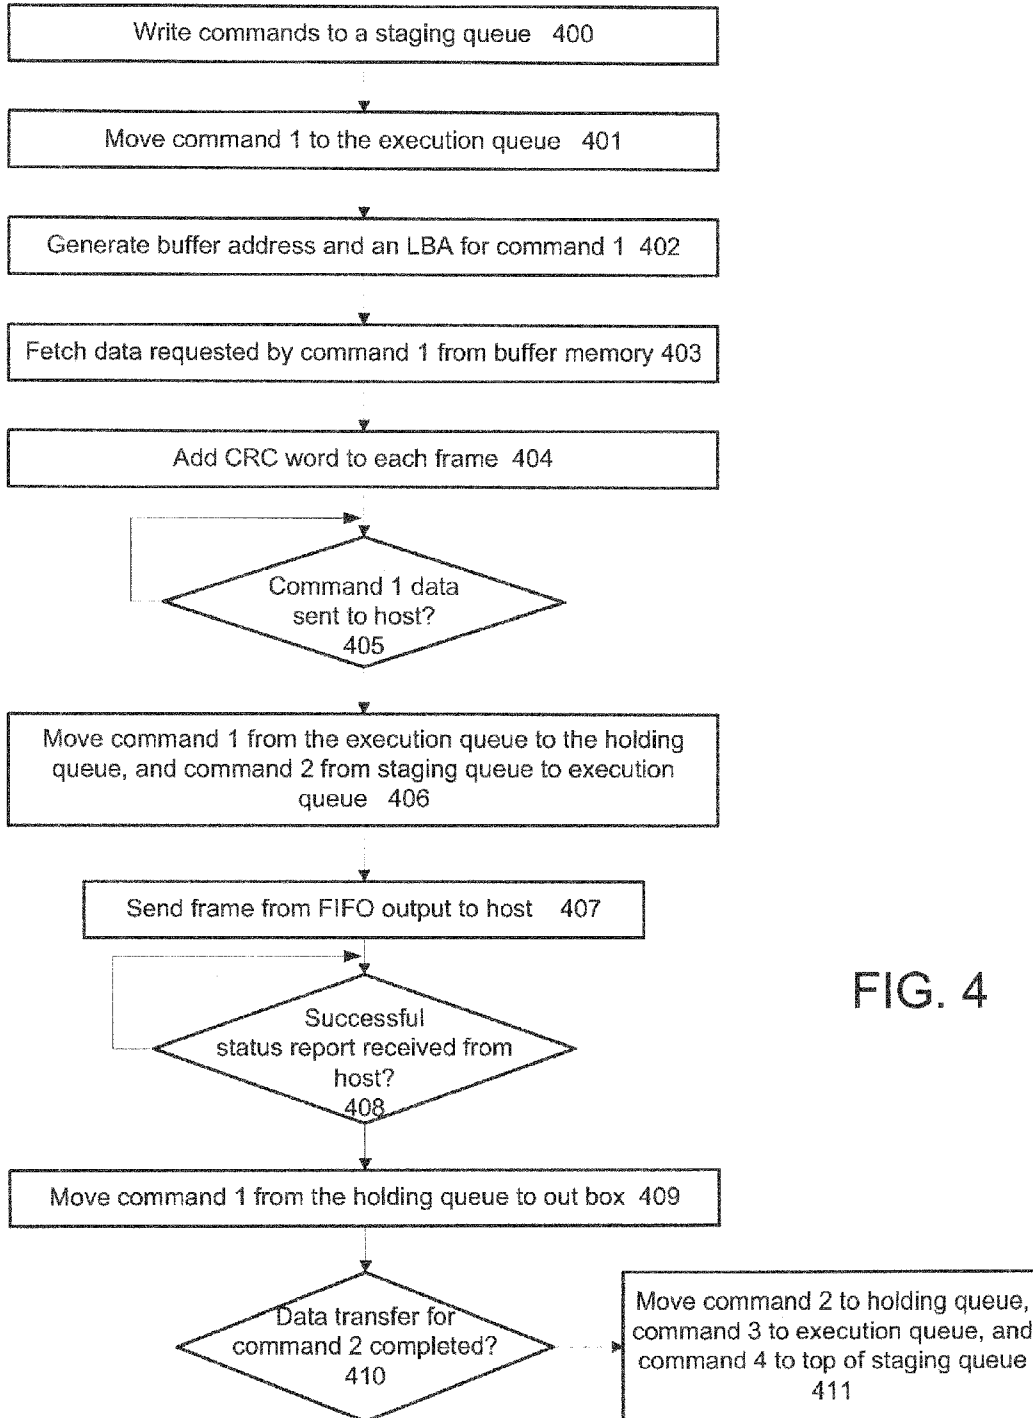 Write commands to a staging queue 400
Move command 1 to the execution queue 401
Generate buffer address and an LBA for command 1 402
Fetch data requested by command 1 from buffer memory 403
Add CRC word to each frame 404
Command 1 data
sent to host?
405
Move command 1 from the execution queue to the holding
queue, and command 2 from staging queue to execution
queue 406
Send frame from FIFO output to host 407
Successful
status report received from
host?
408
FIG. 4
Move command 1 from the holding queue to out box 409
Data transfer for
command 2 completed?
410
Move command 2 to holding queue,
command 3 to execution queue, and
command 4 to top of staging queue
411